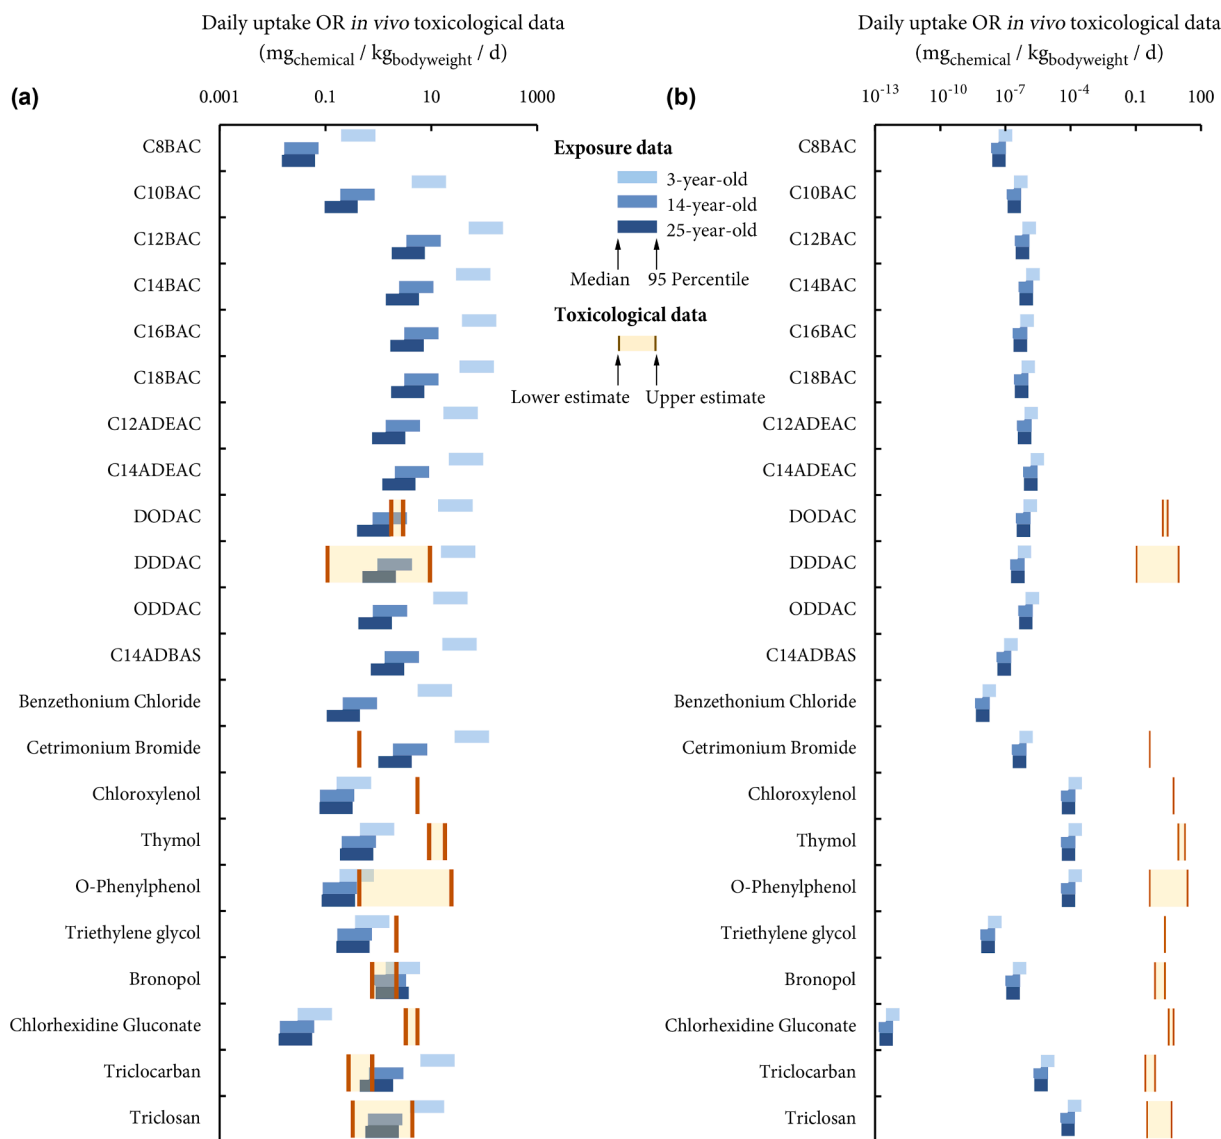 Daily uptake OR in vivo toxicological data
(mgchemical / kgbodyweight / d)
(a)
0.001 0.1 10 1000
C8BAC
C10BAC
C12BAC
C14BAC
C16BAC
C18BAC
C12ADEAC
C14ADEAC
DODAC
DDDAC
ODDAC
C14ADBAS
Benzethonium Chloride
Cetrimonium Bromide
Chloroxylenol
Thymol
O-Phenylphenol
Triethylene glycol
Bronopol
Chlorhexidine Gluconate
Triclocarban
Triclosan
Exposure data
3-year-old
14-year-old
25-year-old
Median 95 Percentile
Toxicological data
Lower estimate Upper estimate
Daily uptake OR in vivo toxicological data
(mgchemical / kgbodyweight / d)
(b)
10-13 10-10 10-7 10-4 0.1 100
C8BAC
C10BAC
C12BAC
C14BAC
C16BAC
C18BAC
C12ADEAC
C14ADEAC
DODAC
DDDAC
ODDAC
C14ADBAS
Benzethonium Chloride
Cetrimonium Bromide
Chloroxylenol
Thymol
O-Phenylphenol
Triethylene glycol
Bronopol
Chlorhexidine Gluconate
Triclocarban
Triclosan